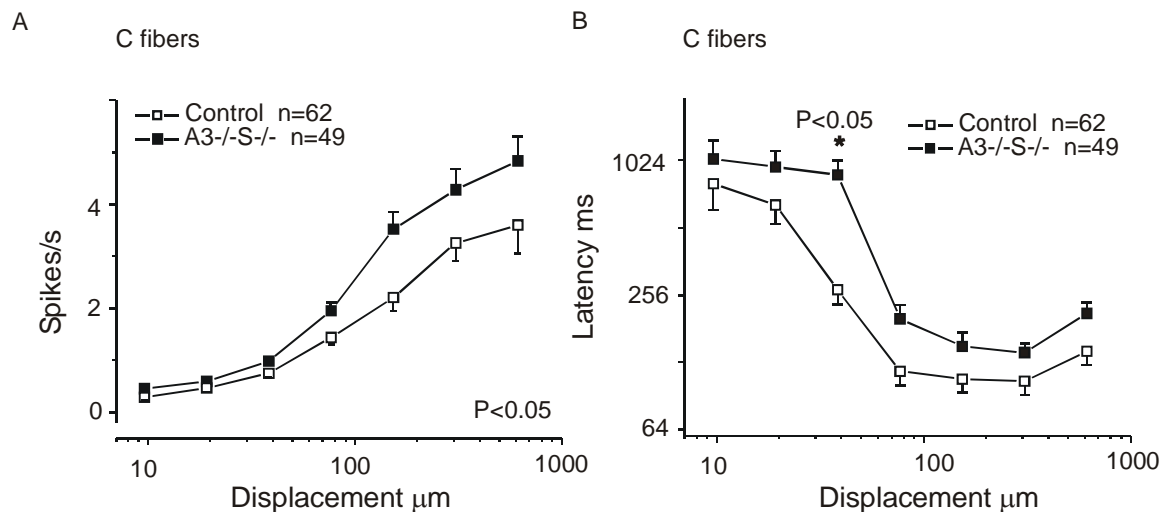 A
C fibers
Control n=62
A3-/-S-/- n=49
Spikes/s
4
2
0
P<0.05
10
100
1000
Displacement μm
B
C fibers
P<0.05
*
Control n=62
A3-/-S-/- n=49
Latency ms
1024
256
64
10
100
1000
Displacement μm